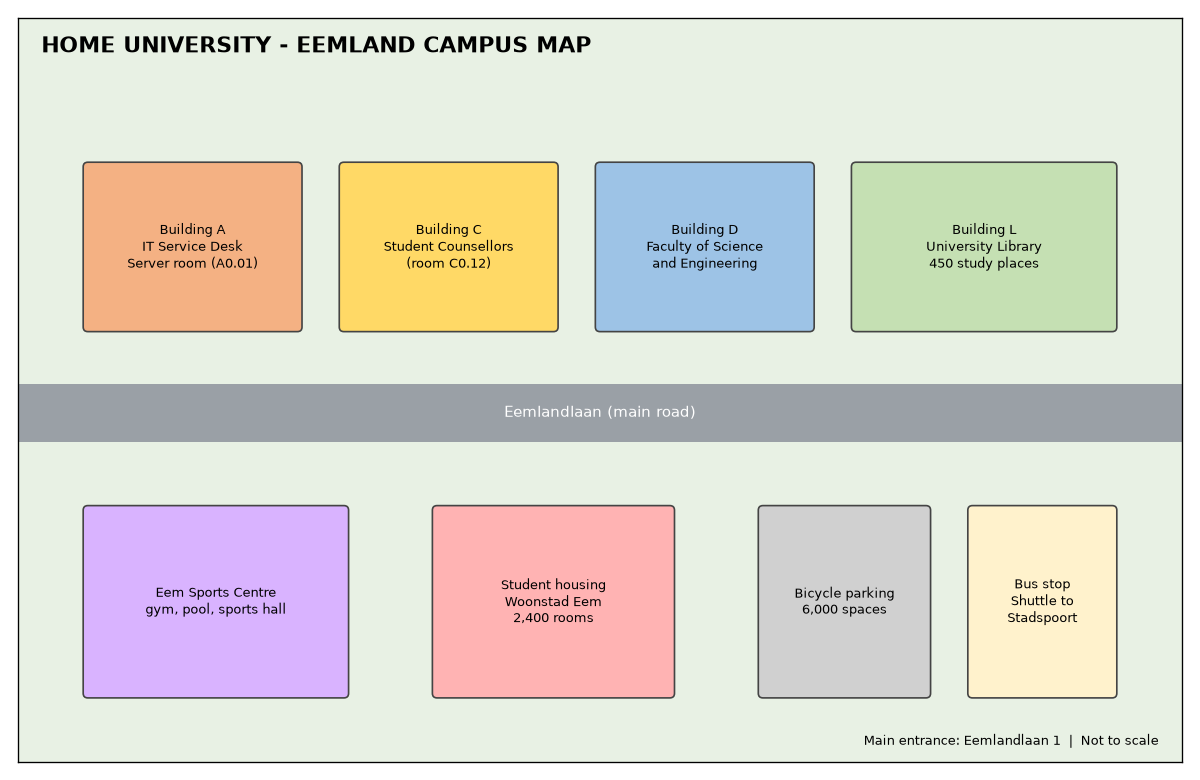 HOME UNIVERSITY - EEMLAND CAMPUS MAP
Building A
IT Service Desk
Server room (A0.01)
Building C
Student Counsellors
(room C0.12)
Building D
Faculty of Science
and Engineering
Building L
University Library
450 study places
Eemlandlaan (main road)
Eem Sports Centre
gym, pool, sports hall
Student housing
Woonstad Eem
2,400 rooms
Bicycle parking
6,000 spaces
Bus stop
Shuttle to
Stadspoort
Main entrance: Eemlandlaan 1 | Not to scale